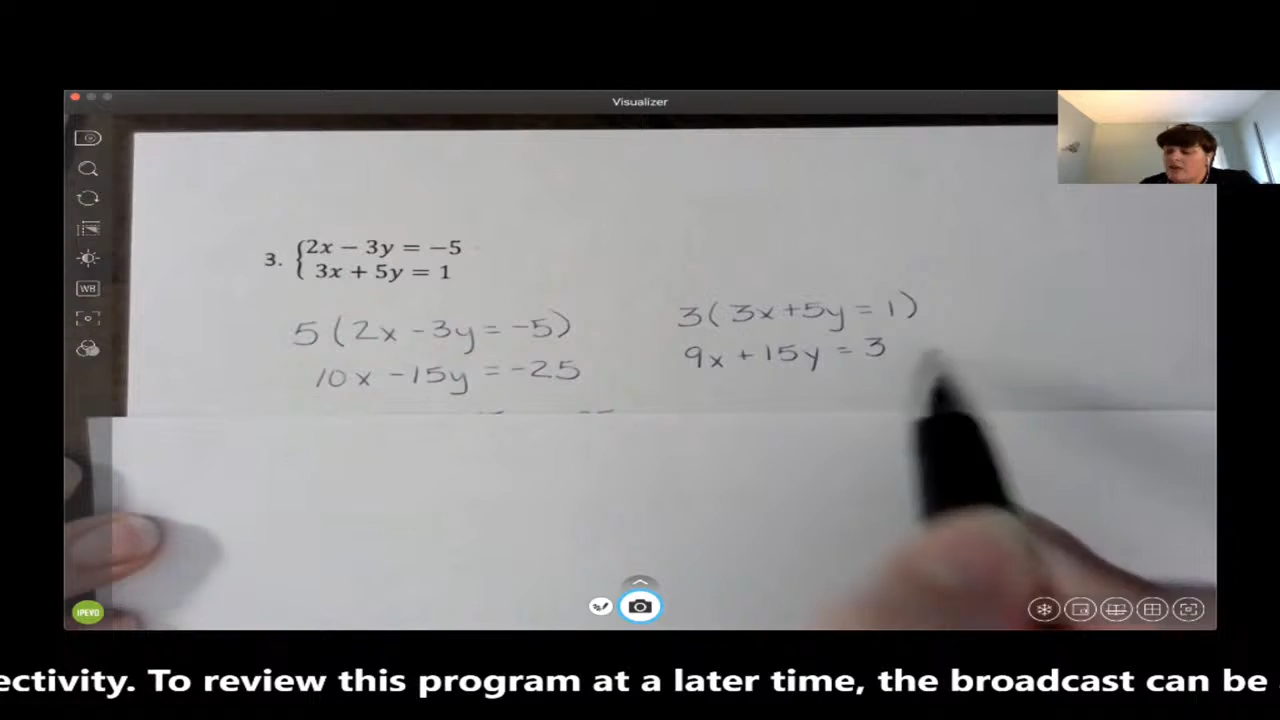 Visualizer
WB
3. {2x − 3y = −5
3x + 5y = 1
5(2x - 3y = -5)
10x - 15y = -25
3(3x + 5y = 1)
9x + 15y = 3
IPEVO
ectivity. To review this program at a later time, the broadcast can be